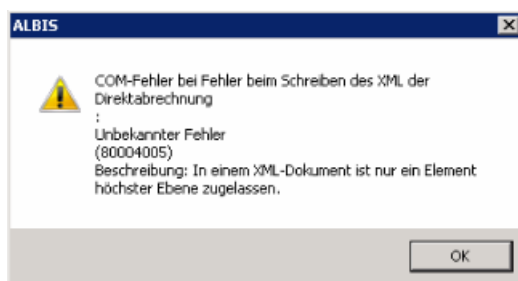 ALBIS
COM-Fehler bei Fehler beim Schreiben des XML der
Direktabrechnung
:
Unbekannter Fehler
(80004005)
Beschreibung: In einem XML-Dokument ist nur ein Element
höchster Ebene zugelassen.
OK